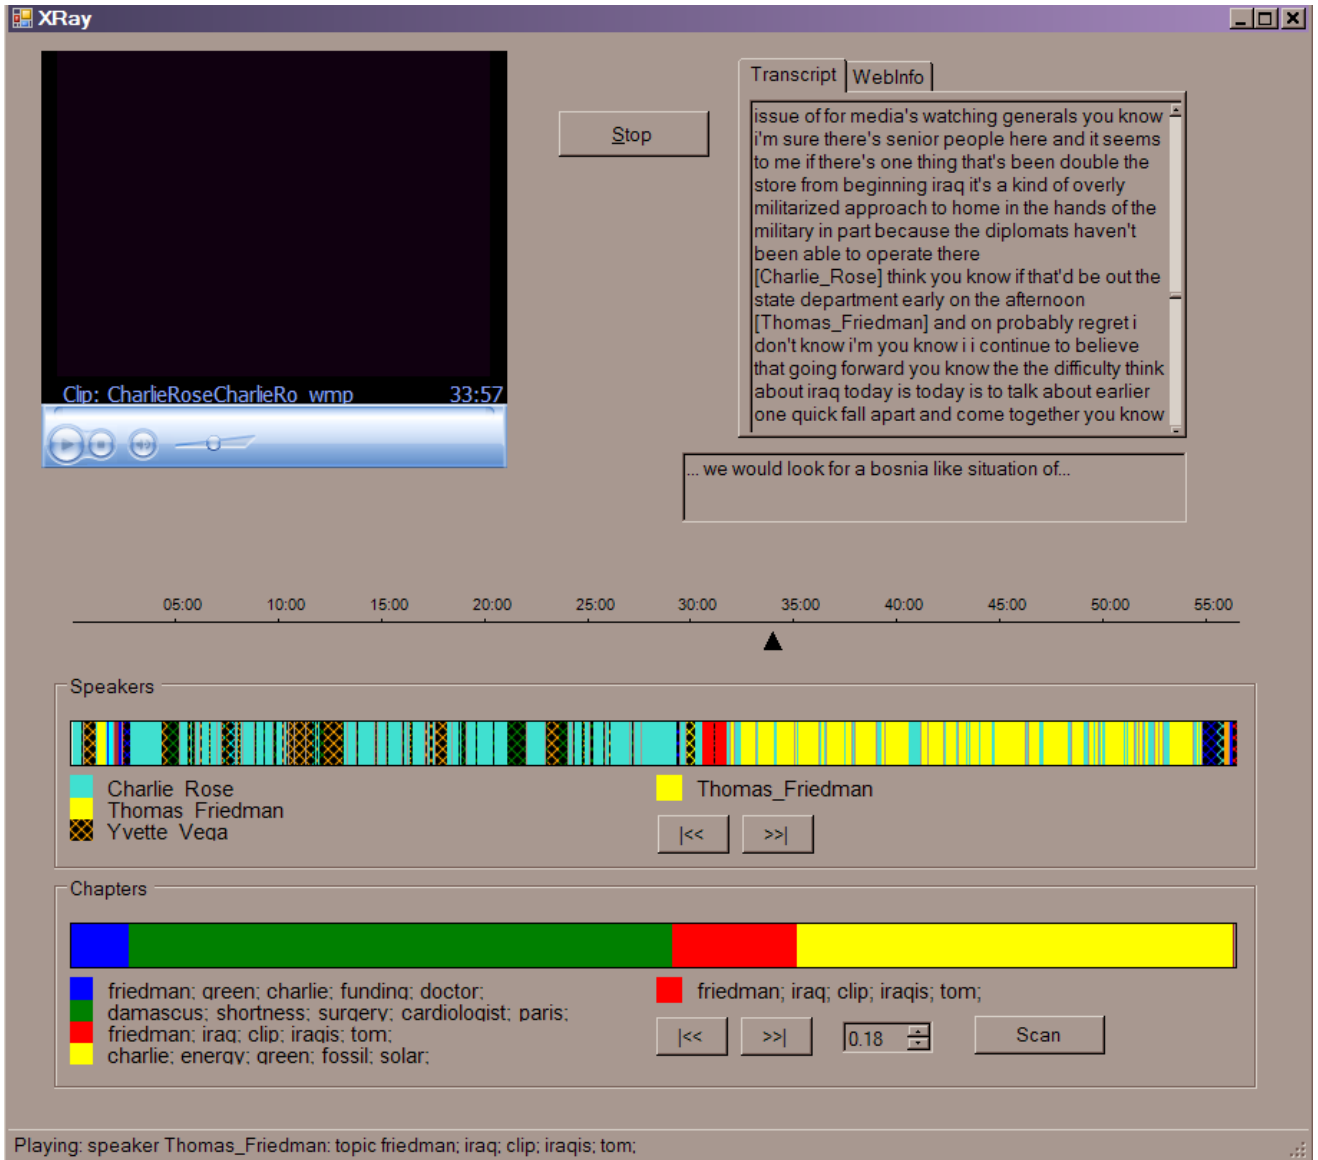 XRay
Transcript WebInfo
Stop
issue of for media's watching generals you know
i'm sure there's senior people here and it seems
to me if there's one thing that's been double the
store from beginning iraq it's a kind of overly
militarized approach to home in the hands of the
military in part because the diplomats haven't
been able to operate there
[Charlie_Rose] think you know if that'd be out the
state department early on the afternoon
[Thomas_Friedman] and on probably regret i
don't know i'm you know i i continue to believe
that going forward you know the the difficulty think
about iraq today is today is to talk about earlier
one quick fall apart and come together you know
Clip: CharlieRoseCharlieRo wmp 33:57
... we would look for a bosnia like situation of...
05:00 10:00 15:00 20:00 25:00 30:00 35:00 40:00 45:00 50:00 55:00
Speakers
Charlie_Rose
Thomas_Friedman
Yvette_Vega
Thomas_Friedman
|<< >>|
Chapters
friedman; green; charlie; funding; doctor;
damascus; shortness; surgery; cardiologist; paris;
friedman; iraq; clip; iraqis; tom;
charlie; energy; green; fossil; solar;
friedman; iraq; clip; iraqis; tom;
|<< >>| 0.18 Scan
Playing: speaker Thomas_Friedman: topic friedman; iraq; clip; iraqis; tom;